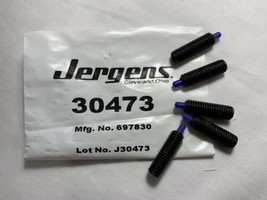 Jergens
Cleveland, Ohio
30473
Mfg. No. 697830
Lot No. J30473